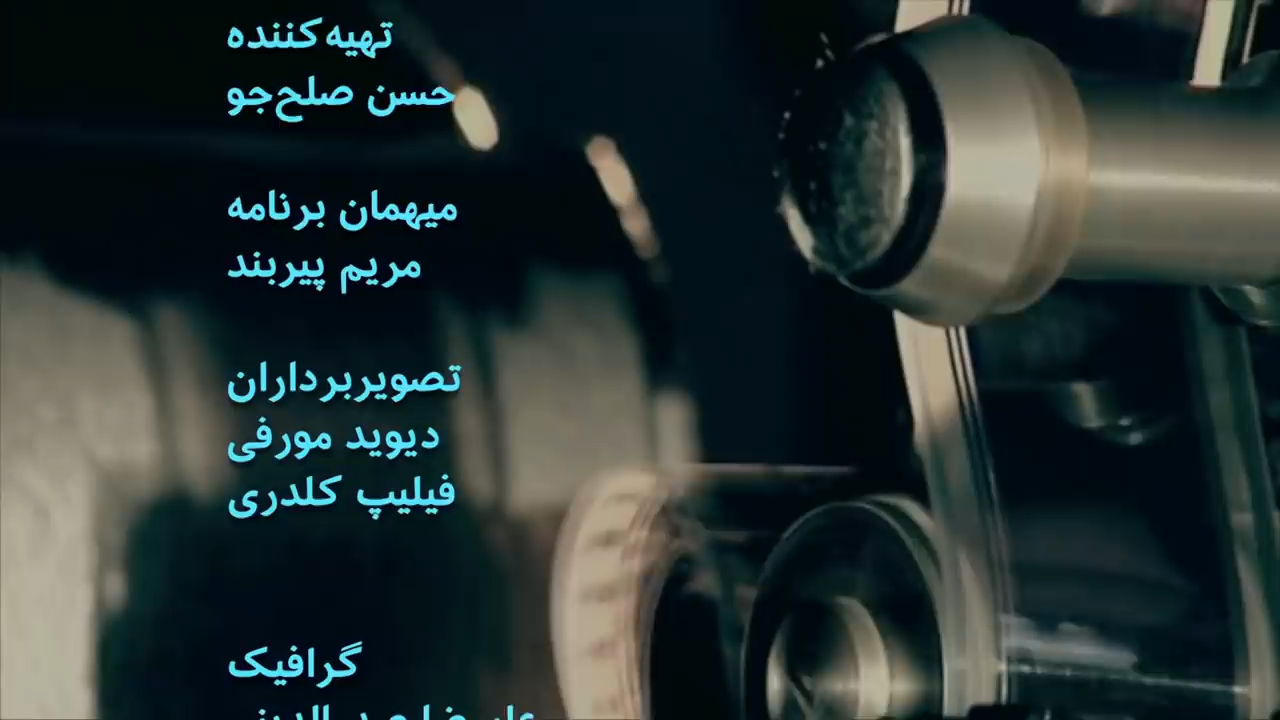 تهیه‌کننده
حسن صلح‌جو
میهمان برنامه
مریم پیربند
تصویربرداران
دیوید مورفی
فیلیپ کلدری
گرافیک